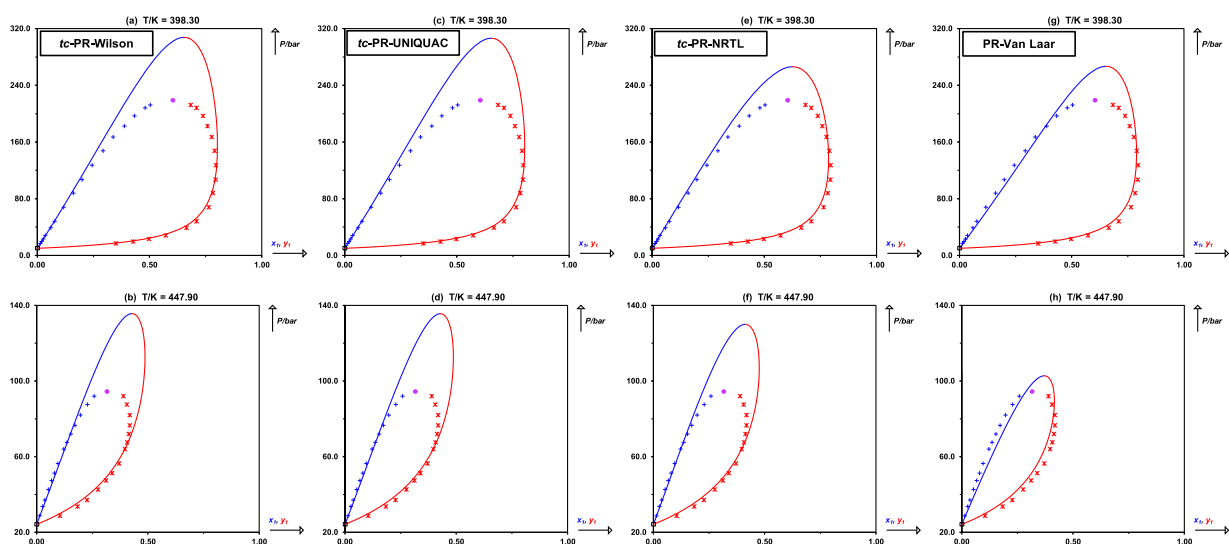 (a) T/K = 398.30
tc-PR-Wilson
P/bar
320.0
240.0
160.0
80.0
0.0
0.00
0.50
1.00
x₁, y₁
(c) T/K = 398.30
tc-PR-UNIQUAC
P/bar
320.0
240.0
160.0
80.0
0.0
0.00
0.50
1.00
x₁, y₁
(e) T/K = 398.30
tc-PR-NRTL
P/bar
320.0
240.0
160.0
80.0
0.0
0.00
0.50
1.00
x₁, y₁
(g) T/K = 398.30
PR-Van Laar
P/bar
320.0
240.0
160.0
80.0
0.0
0.00
0.50
1.00
x₁, y₁
(b) T/K = 447.90
P/bar
140.0
100.0
60.0
20.0
0.00
0.50
1.00
x₁, y₁
(d) T/K = 447.90
P/bar
140.0
100.0
60.0
20.0
0.00
0.50
1.00
x₁, y₁
(f) T/K = 447.90
P/bar
140.0
100.0
60.0
20.0
0.00
0.50
1.00
x₁, y₁
(h) T/K = 447.90
P/bar
140.0
100.0
60.0
20.0
0.00
0.50
1.00
x₁, y₁